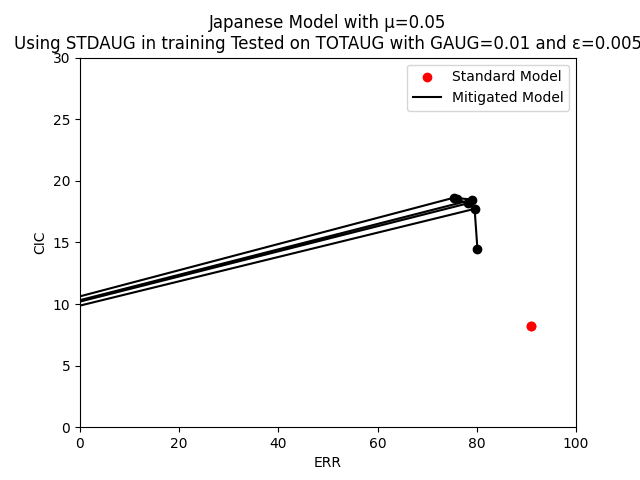 Japanese Model with μ=0.05
Using STDAUG in training Tested on TOTAUG with GAUG=0.01 and ε=0.005
30
25
20
15
10
5
0
CIC
Standard Model
Mitigated Model
0 20 40 60 80 100
ERR